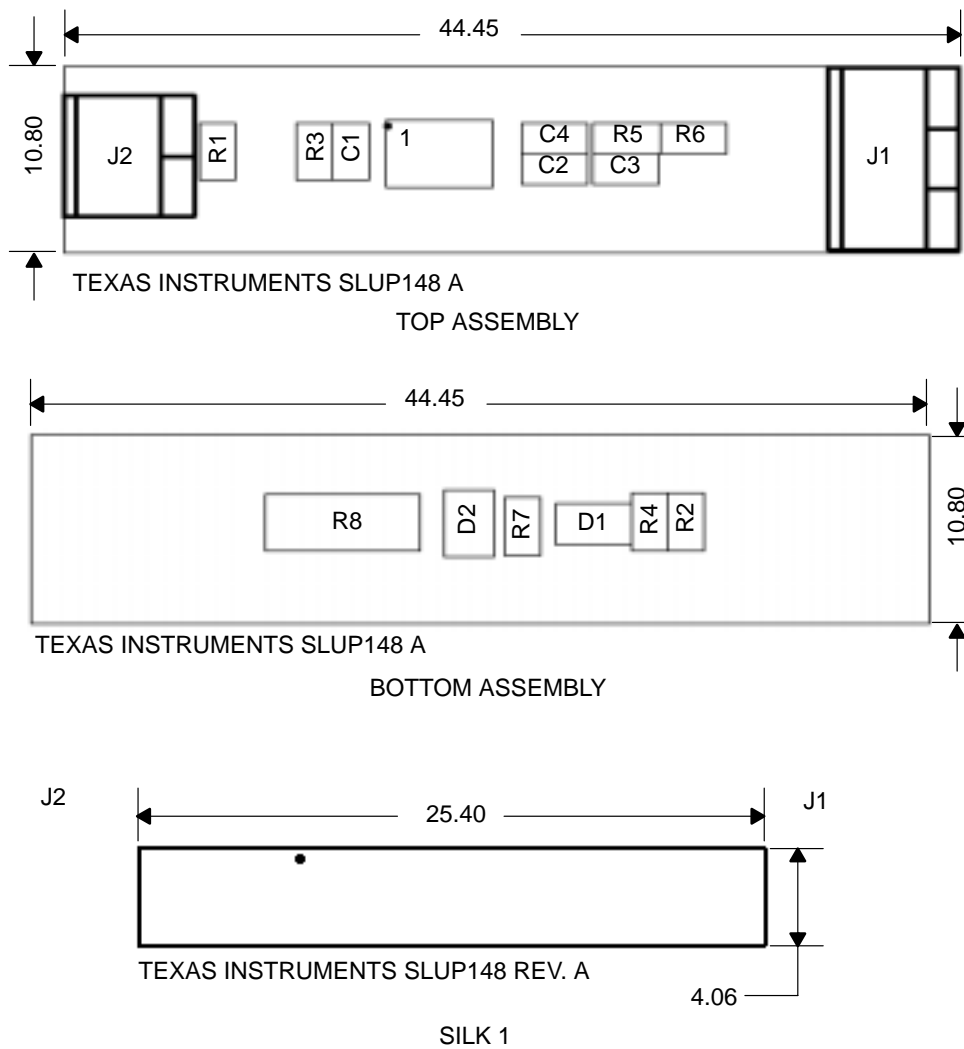 44.45
10.80
J2
R1
R3
C1
1
C4
R5
R6
C2
C3
J1
TEXAS INSTRUMENTS SLUP148 A
TOP ASSEMBLY
44.45
R8
D2
R7
D1
R4
R2
10.80
TEXAS INSTRUMENTS SLUP148 A
BOTTOM ASSEMBLY
J2
25.40
J1
TEXAS INSTRUMENTS SLUP148 REV. A
4.06
SILK 1